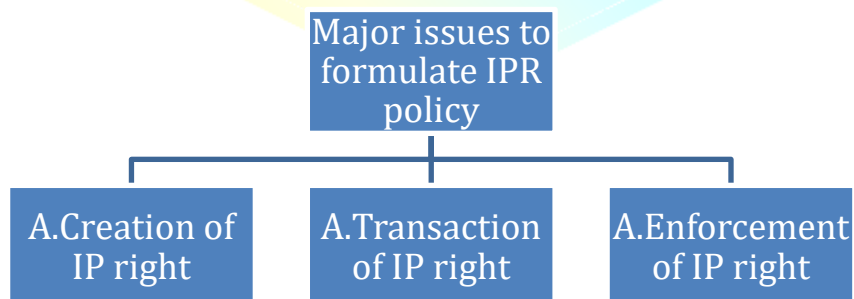 Major issues to
formulate IPR
policy
A.Creation of
IP right
A.Transaction
of IP right
A.Enforcement
of IP right